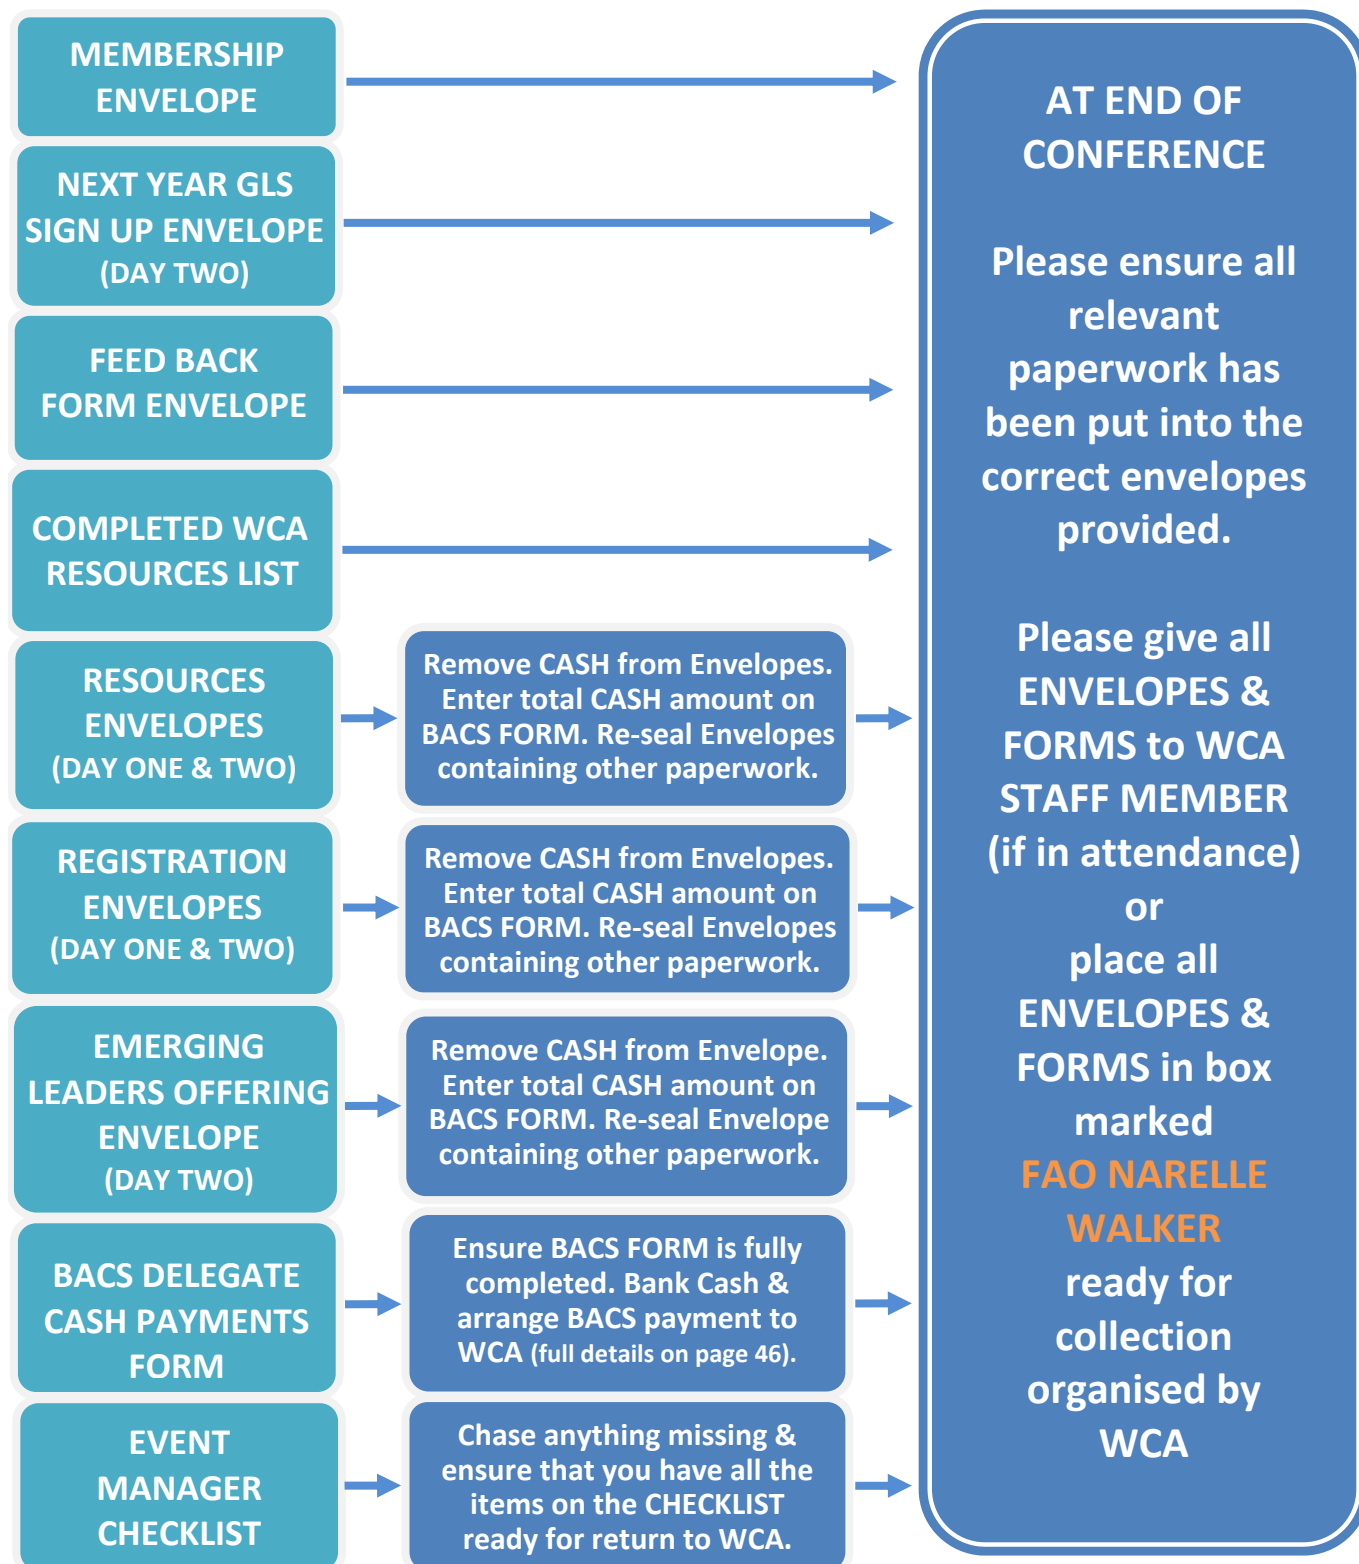 MEMBERSHIP
ENVELOPE
NEXT YEAR GLS
SIGN UP ENVELOPE
(DAY TWO)
FEED BACK
FORM ENVELOPE
COMPLETED WCA
RESOURCES LIST
RESOURCES
ENVELOPES
(DAY ONE & TWO)
Remove CASH from Envelopes.
Enter total CASH amount on
BACS FORM. Re-seal Envelopes
containing other paperwork.
REGISTRATION
ENVELOPES
(DAY ONE & TWO)
Remove CASH from Envelopes.
Enter total CASH amount on
BACS FORM. Re-seal Envelopes
containing other paperwork.
EMERGING
LEADERS OFFERING
ENVELOPE
(DAY TWO)
Remove CASH from Envelope.
Enter total CASH amount on
BACS FORM. Re-seal Envelope
containing other paperwork.
BACS DELEGATE
CASH PAYMENTS
FORM
Ensure BACS FORM is fully
completed. Bank Cash &
arrange BACS payment to
WCA (full details on page 46).
EVENT
MANAGER
CHECKLIST
Chase anything missing &
ensure that you have all the
items on the CHECKLIST
ready for return to WCA.
AT END OF
CONFERENCE
Please ensure all
relevant
paperwork has
been put into the
correct envelopes
provided.
Please give all
ENVELOPES &
FORMS to WCA
STAFF MEMBER
(if in attendance)
or
place all
ENVELOPES &
FORMS in box
marked
FAO NARELLE
WALKER
ready for
collection
organised by
WCA